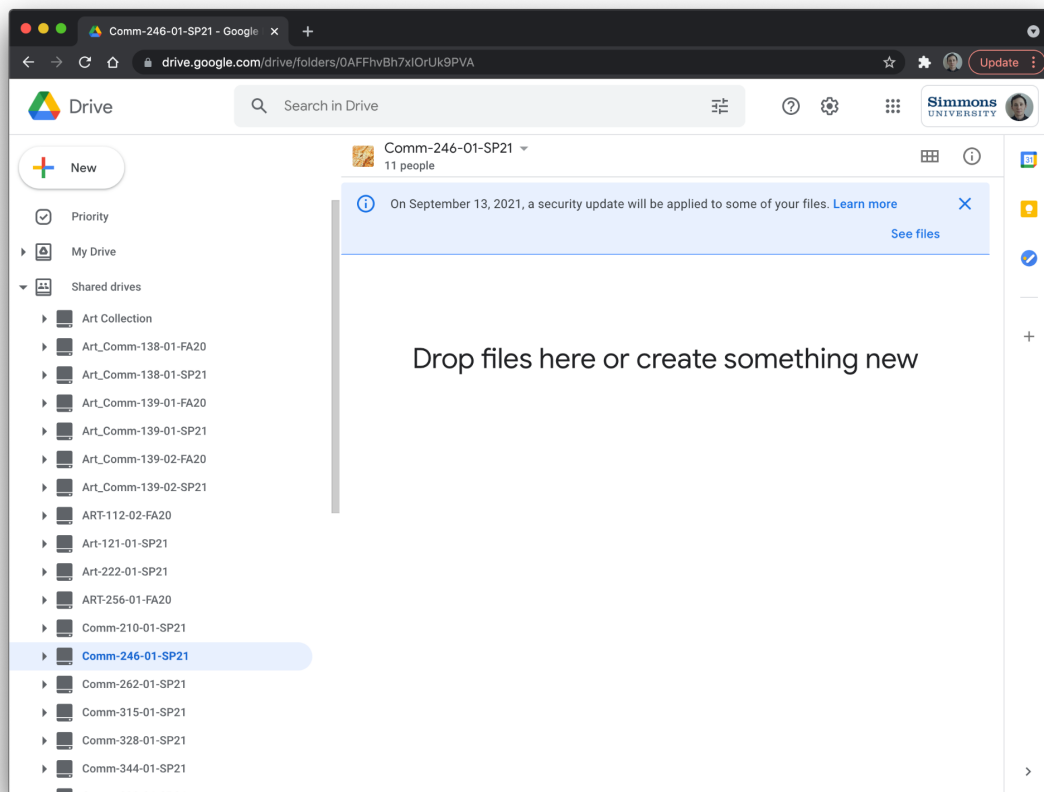 Comm-246-01-SP21 - Google
drive.google.com/drive/folders/0AFFhvBh7xIOrUk9PVA
Update
Drive
Search in Drive
Simmons
UNIVERSITY
New
Comm-246-01-SP21
11 people
31
On September 13, 2021, a security update will be applied to some of your files. Learn more
See files
Priority
My Drive
Shared drives
Art Collection
Art_Comm-138-01-FA20
Art_Comm-138-01-SP21
Art_Comm-139-01-FA20
Art_Comm-139-01-SP21
Art_Comm-139-02-FA20
Art_Comm-139-02-SP21
ART-112-02-FA20
Art-121-01-SP21
Art-222-01-SP21
ART-256-01-FA20
Comm-210-01-SP21
Comm-246-01-SP21
Comm-262-01-SP21
Comm-315-01-SP21
Comm-328-01-SP21
Comm-344-01-SP21
Drop files here or create something new